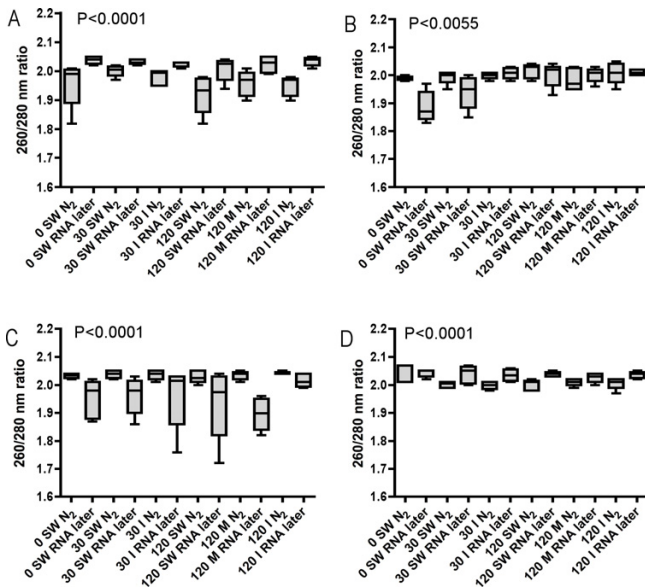 A
P<0.0001
260/280 nm ratio
2.2
2.1
2.0
1.9
1.8
1.7
1.6
0 SW N₂
0 SW RNA later
30 SW N₂
30 SW RNA later
30 I N₂
30 I RNA later
120 SW N₂
120 SW RNA later
120 M N₂
120 M RNA later
120 I N₂
120 I RNA later
B
P<0.0055
260/280 nm ratio
2.2
2.1
2.0
1.9
1.8
1.7
1.6
0 SW N₂
0 SW RNA later
30 SW N₂
30 SW RNA later
30 I N₂
30 I RNA later
120 SW N₂
120 SW RNA later
120 M N₂
120 M RNA later
120 I N₂
120 I RNA later
C
P<0.0001
260/280 nm ratio
2.2
2.1
2.0
1.9
1.8
1.7
1.6
0 SW N₂
0 SW RNA later
30 SW N₂
30 SW RNA later
30 I N₂
30 I RNA later
120 SW N₂
120 SW RNA later
120 M N₂
120 M RNA later
120 I N₂
120 I RNA later
D
P<0.0001
260/280 nm ratio
2.2
2.1
2.0
1.9
1.8
1.7
1.6
0 SW N₂
0 SW RNA later
30 SW N₂
30 SW RNA later
30 I N₂
30 I RNA later
120 SW N₂
120 SW RNA later
120 M N₂
120 M RNA later
120 I N₂
120 I RNA later